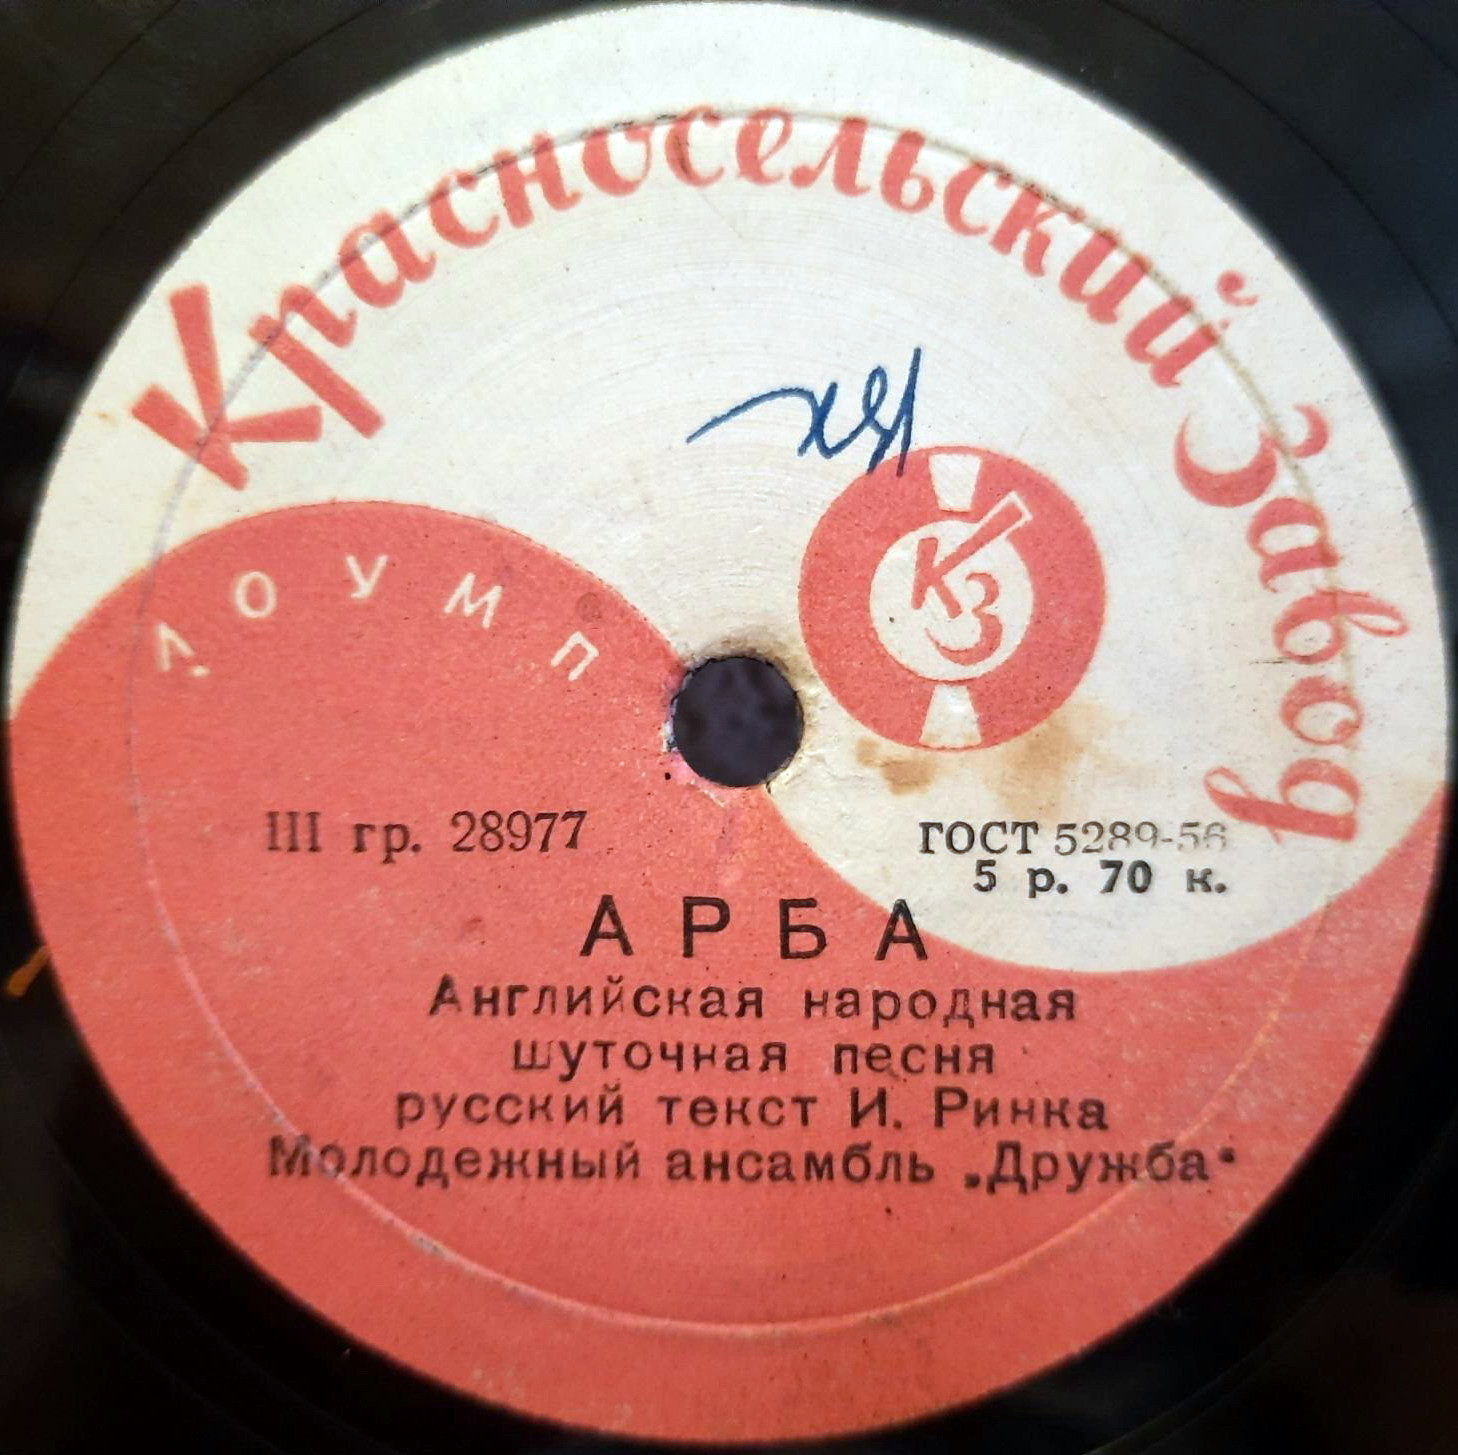 Красносельский завод
ЛОУМП
КЗ
III гр. 28977
ГОСТ 5289-56
5 р. 70 к.
АРБА
Английская народная
шуточная песня
русский текст И. Ринка
Молодежный ансамбль „Дружба“